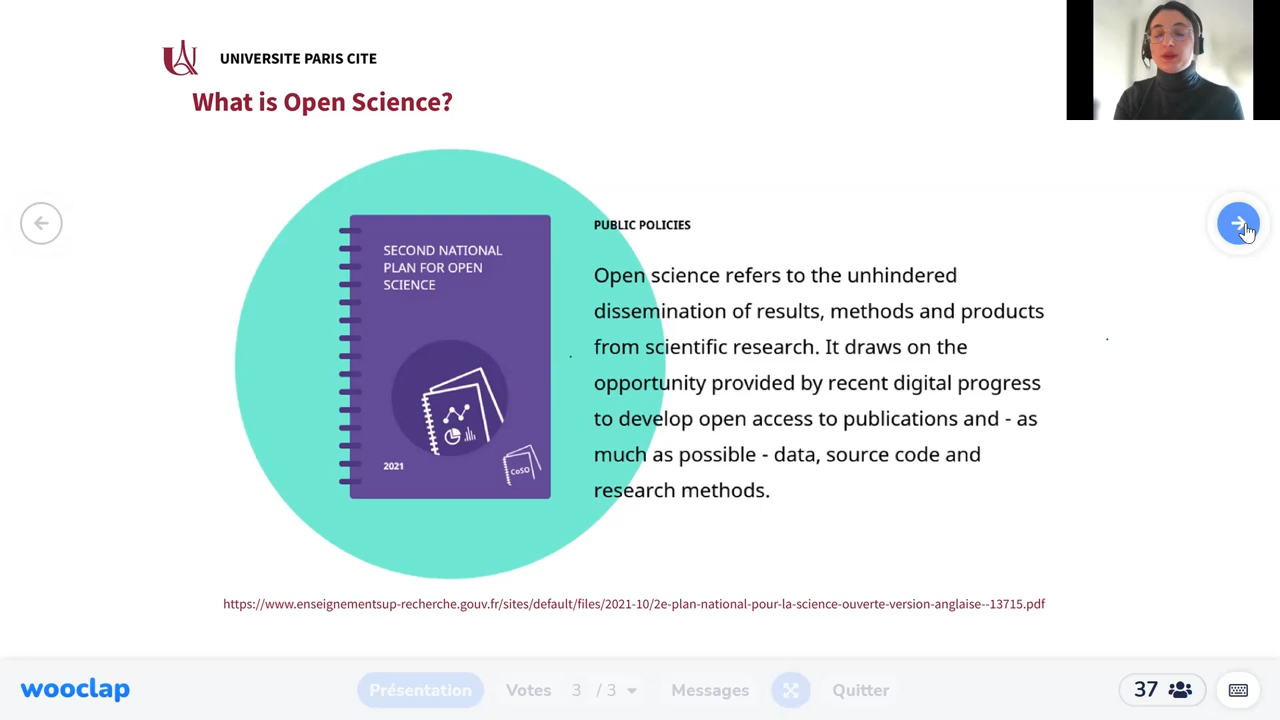 UNIVERSITE PARIS CITE
What is Open Science?
SECOND NATIONAL
PLAN FOR OPEN
SCIENCE
2021
CoSO
PUBLIC POLICIES
Open science refers to the unhindered
dissemination of results, methods and products
from scientific research. It draws on the
opportunity provided by recent digital progress
to develop open access to publications and - as
much as possible - data, source code and
research methods.
https://www.enseignementsup-recherche.gouv.fr/sites/default/files/2021-10/2e-plan-national-pour-la-science-ouverte-version-anglaise--13715.pdf
wooclap
Présentation
Votes
3 / 3
Messages
Quitter
37